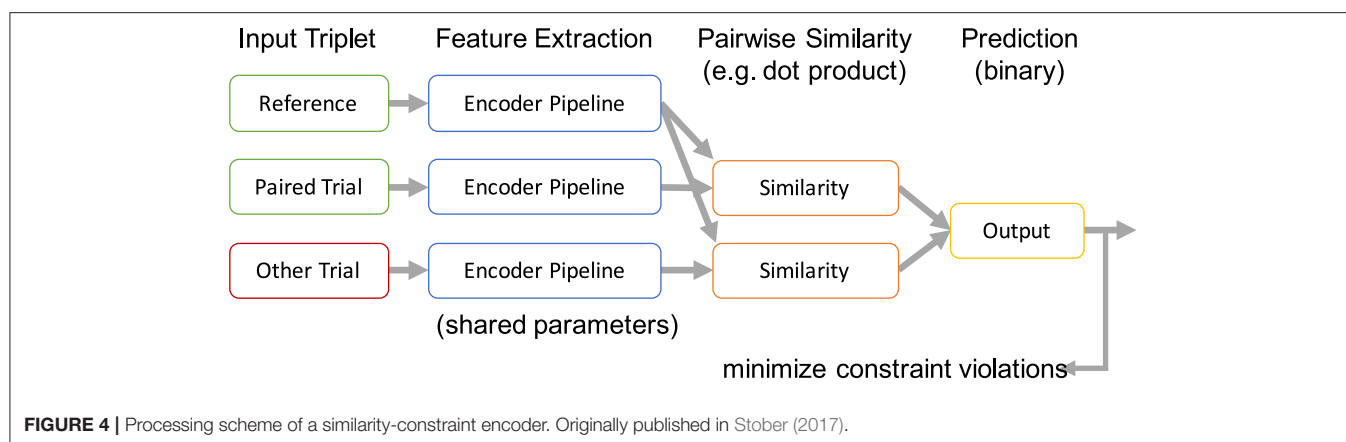 Input Triplet
Feature Extraction
Pairwise Similarity
(e.g. dot product)
Prediction
(binary)
Reference
Encoder Pipeline
Paired Trial
Encoder Pipeline
Similarity
Output
Other Trial
Encoder Pipeline
Similarity
(shared parameters)
minimize constraint violations
FIGURE 4 | Processing scheme of a similarity-constraint encoder. Originally published in Stober (2017).